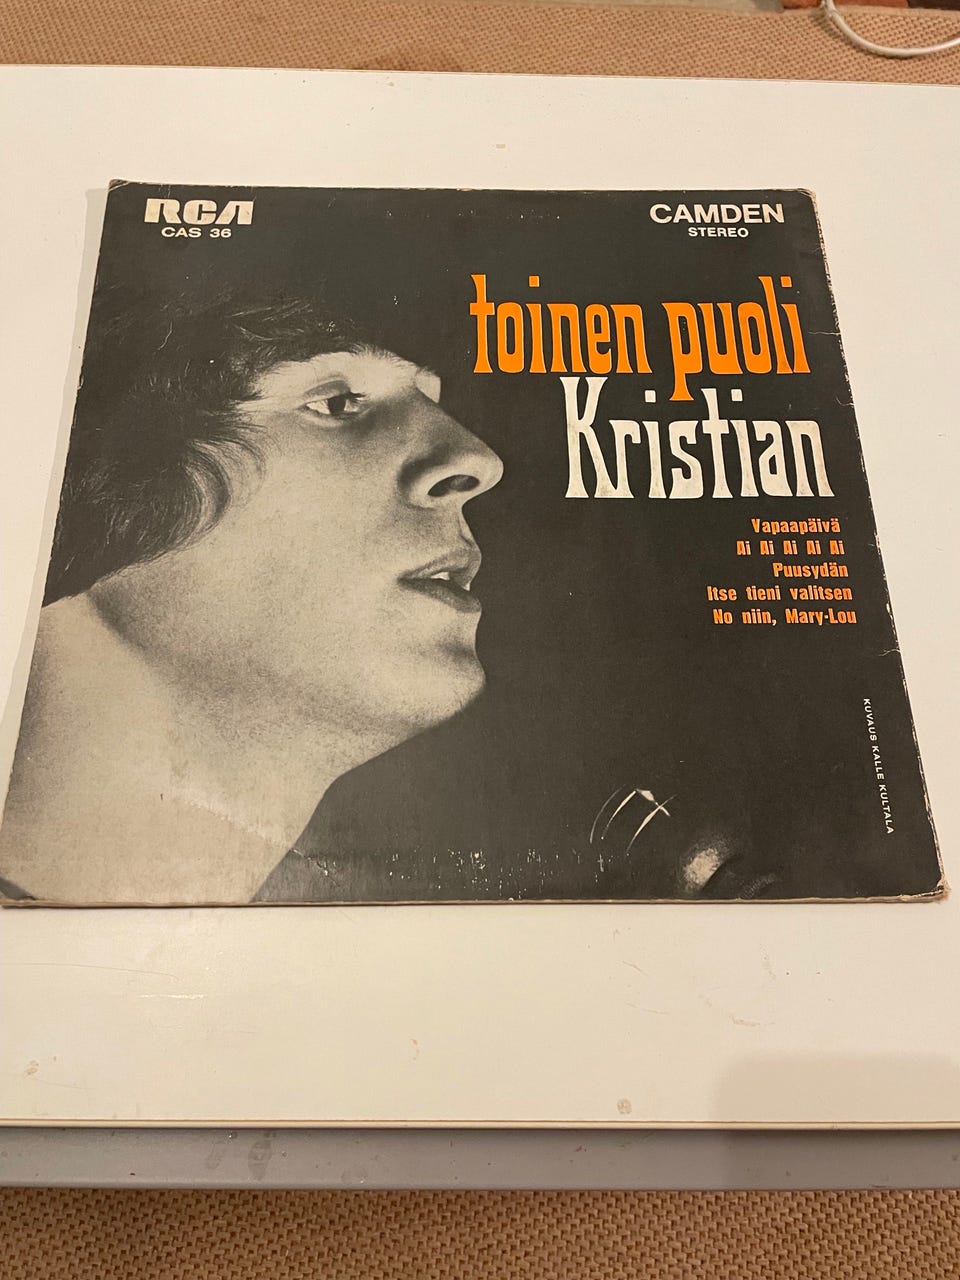 RCA
CAS 36
CAMDEN
STEREO
toinen puoli
Kristian
Vapaapäivä
Ai Ai Ai Ai Ai
Puusydän
Itse tieni valitsen
No niin, Mary-Lou
KUVAUS KALLE KULTALA